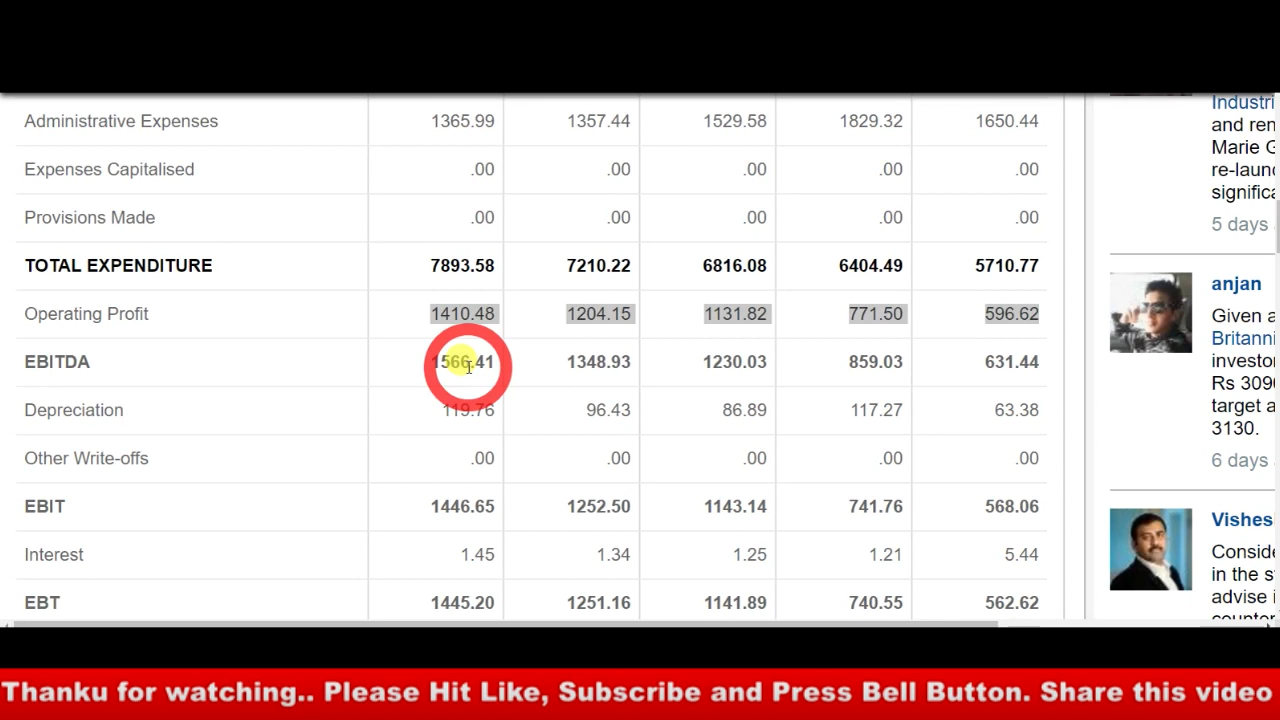 Administrative Expenses 1365.99 1357.44 1529.58 1829.32 1650.44
Expenses Capitalised .00 .00 .00 .00 .00
Provisions Made .00 .00 .00 .00 .00
TOTAL EXPENDITURE 7893.58 7210.22 6816.08 6404.49 5710.77
Operating Profit 1410.48 1204.15 1131.82 771.50 596.62
EBITDA 1566.41 1348.93 1230.03 859.03 631.44
Depreciation 119.76 96.43 86.89 117.27 63.38
Other Write-offs .00 .00 .00 .00 .00
EBIT 1446.65 1252.50 1143.14 741.76 568.06
Interest 1.45 1.34 1.25 1.21 5.44
EBT 1445.20 1251.16 1141.89 740.55 562.62
Industri
and ren
Marie G
re-laund
significa
5 days
anjan
Given a
Britanni
investor
Rs 3090
target a
3130.
6 days
Vishes
Conside
in the s
advise i
Thanku for watching.. Please Hit Like, Subscribe and Press Bell Button. Share this video